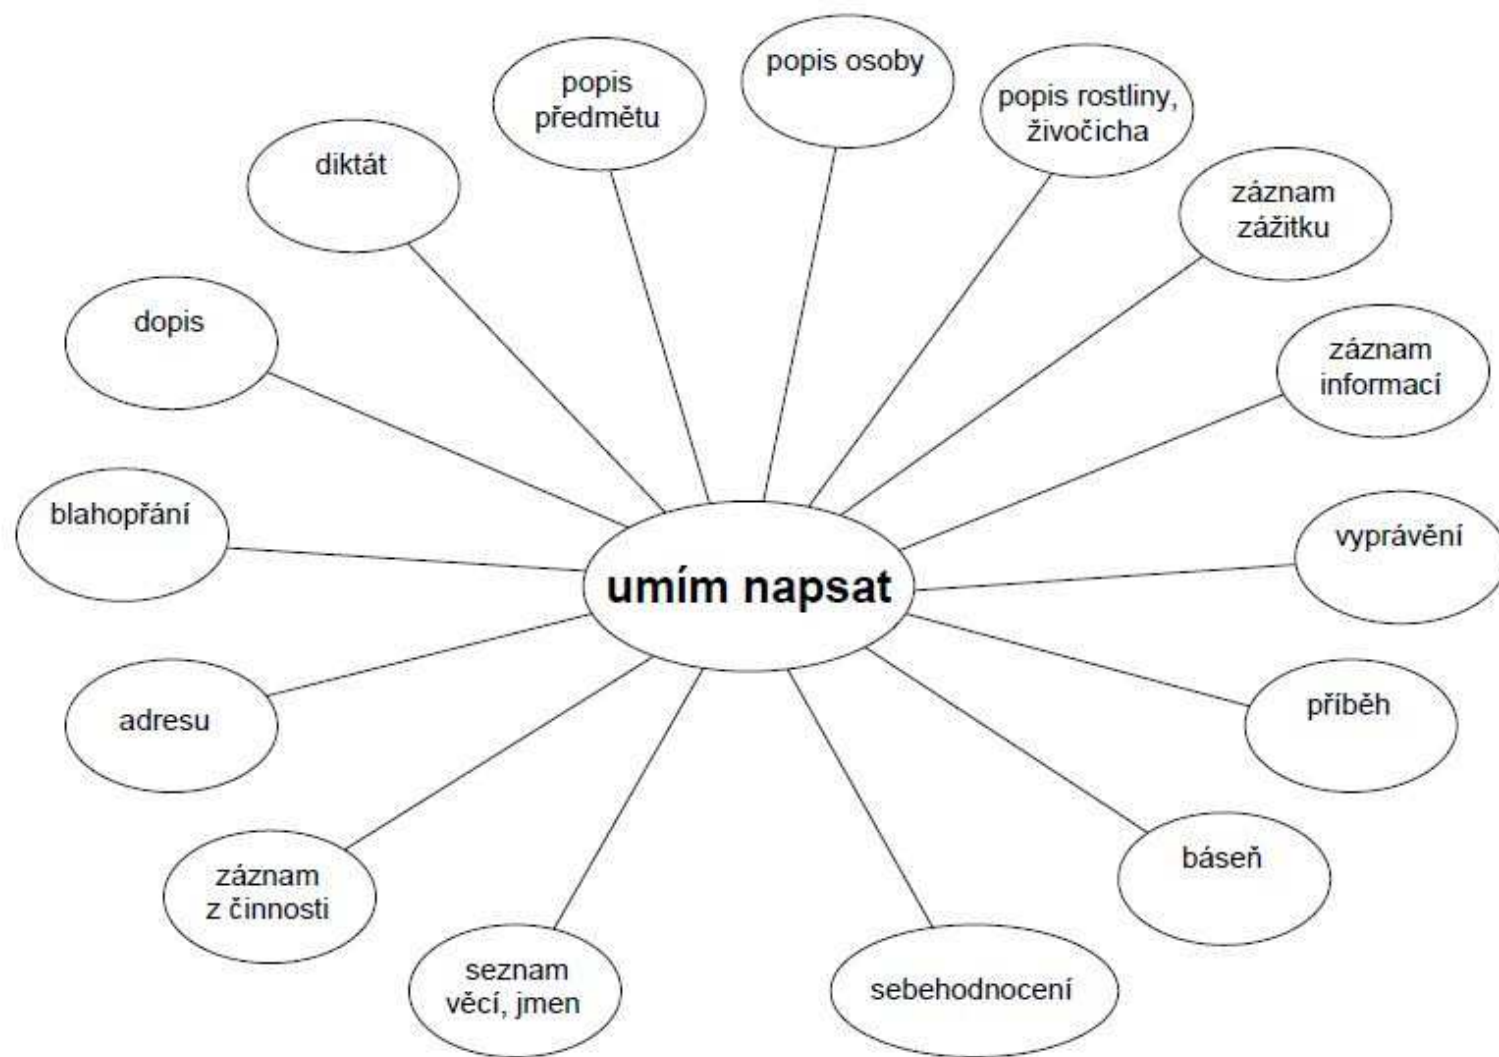 popis osoby
popis
předmětu
popis rostliny,
živočicha
diktát
záznam
zážitku
dopis
záznam
informací
blahopřání
vyprávění
umím napsat
adresu
příběh
báseň
záznam
z činnosti
seznam
věcí, jmen
sebehodnocení